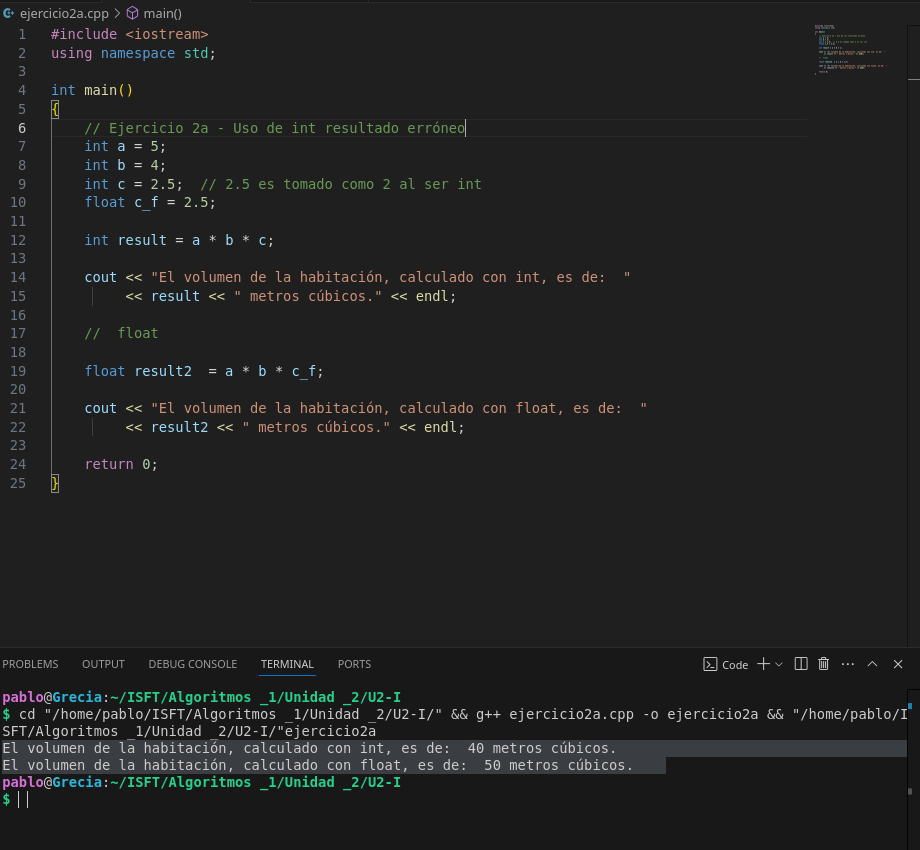 ejercicio2a.cpp > main()
1 #include <iostream>
2 using namespace std;
3
4 int main()
5 {
6 // Ejercicio 2a - Uso de int resultado erróneo
7 int a = 5;
8 int b = 4;
9 int c = 2.5;  // 2.5 es tomado como 2 al ser int
10 float c_f = 2.5;
11
12 int result = a * b * c;
13
14 cout << "El volumen de la habitación, calculado con int, es de:  "
15 << result << " metros cúbicos." << endl;
16
17 //  float
18
19 float result2  = a * b * c_f;
20
21 cout << "El volumen de la habitación, calculado con float, es de:  "
22 << result2 << " metros cúbicos." << endl;
23
24 return 0;
25 }
PROBLEMS OUTPUT DEBUG CONSOLE TERMINAL PORTS Code
pablo@Grecia:~/ISFT/Algoritmos _1/Unidad _2/U2-I
$ cd "/home/pablo/ISFT/Algoritmos _1/Unidad _2/U2-I/" && g++ ejercicio2a.cpp -o ejercicio2a && "/home/pablo/I
SFT/Algoritmos _1/Unidad _2/U2-I/"ejercicio2a
El volumen de la habitación, calculado con int, es de:  40 metros cúbicos.
El volumen de la habitación, calculado con float, es de:  50 metros cúbicos.
pablo@Grecia:~/ISFT/Algoritmos _1/Unidad _2/U2-I
$